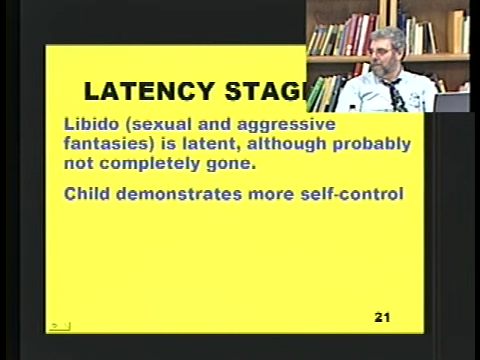 LATENCY STAG
Libido (sexual and aggressive
fantasies) is latent, although probably
not completely gone.
Child demonstrates more self-control
21